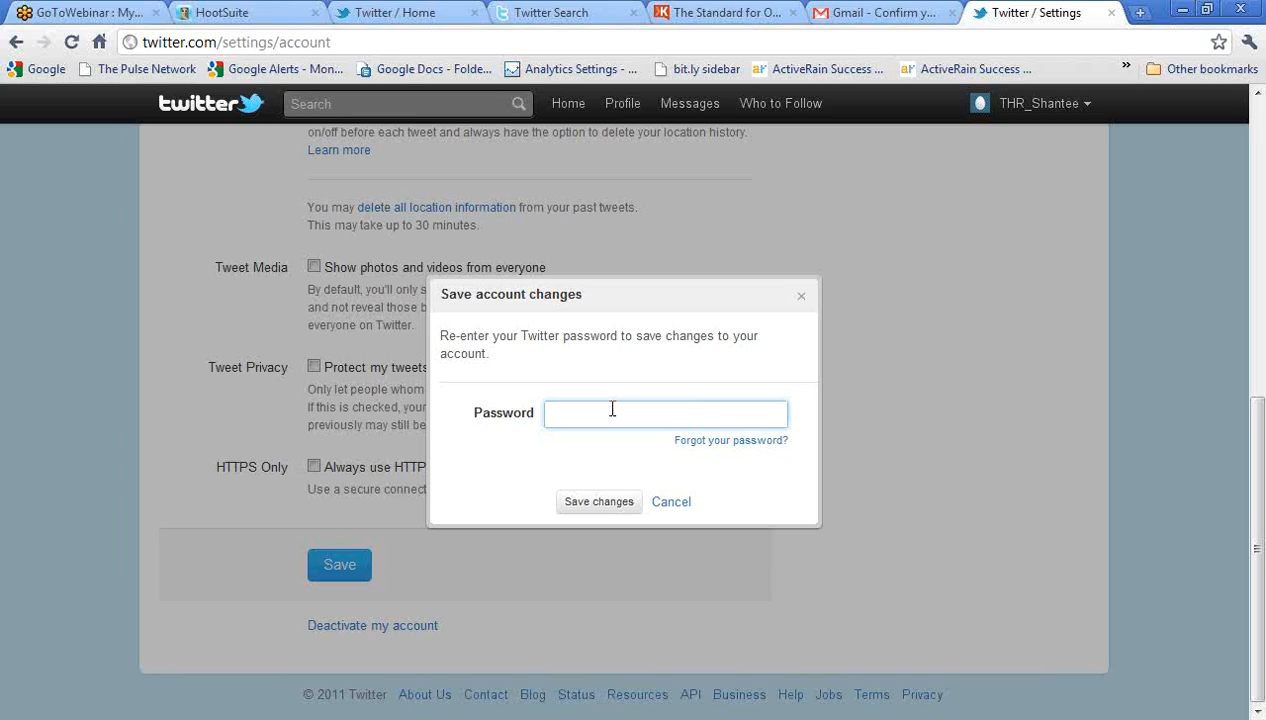 GoToWebinar : My...
HootSuite
Twitter / Home
Twitter Search
The Standard for O...
Gmail - Confirm y...
Twitter / Settings
twitter.com/settings/account
Google
The Pulse Network
Google Alerts - Mon...
Google Docs - Folde...
Analytics Settings - ...
bit.ly sidebar
ActiveRain Success ...
ActiveRain Success ...
Other bookmarks
twitter
Search
Home
Profile
Messages
Who to Follow
THR_Shantee
on/off before each tweet and always have the option to delete your location history.
Learn more
You may delete all location information from your past tweets.
This may take up to 30 minutes.
Tweet Media
Show photos and videos from everyone
By default, you'll only s
and not reveal those b
everyone on Twitter.
Tweet Privacy
Protect my tweets
Only let people whom
If this is checked, your
previously may still be
HTTPS Only
Always use HTTP
Use a secure connect
Save account changes
Re-enter your Twitter password to save changes to your
account.
Password
Forgot your password?
Save changes
Cancel
Save
Deactivate my account
© 2011 Twitter About Us Contact Blog Status Resources API Business Help Jobs Terms Privacy